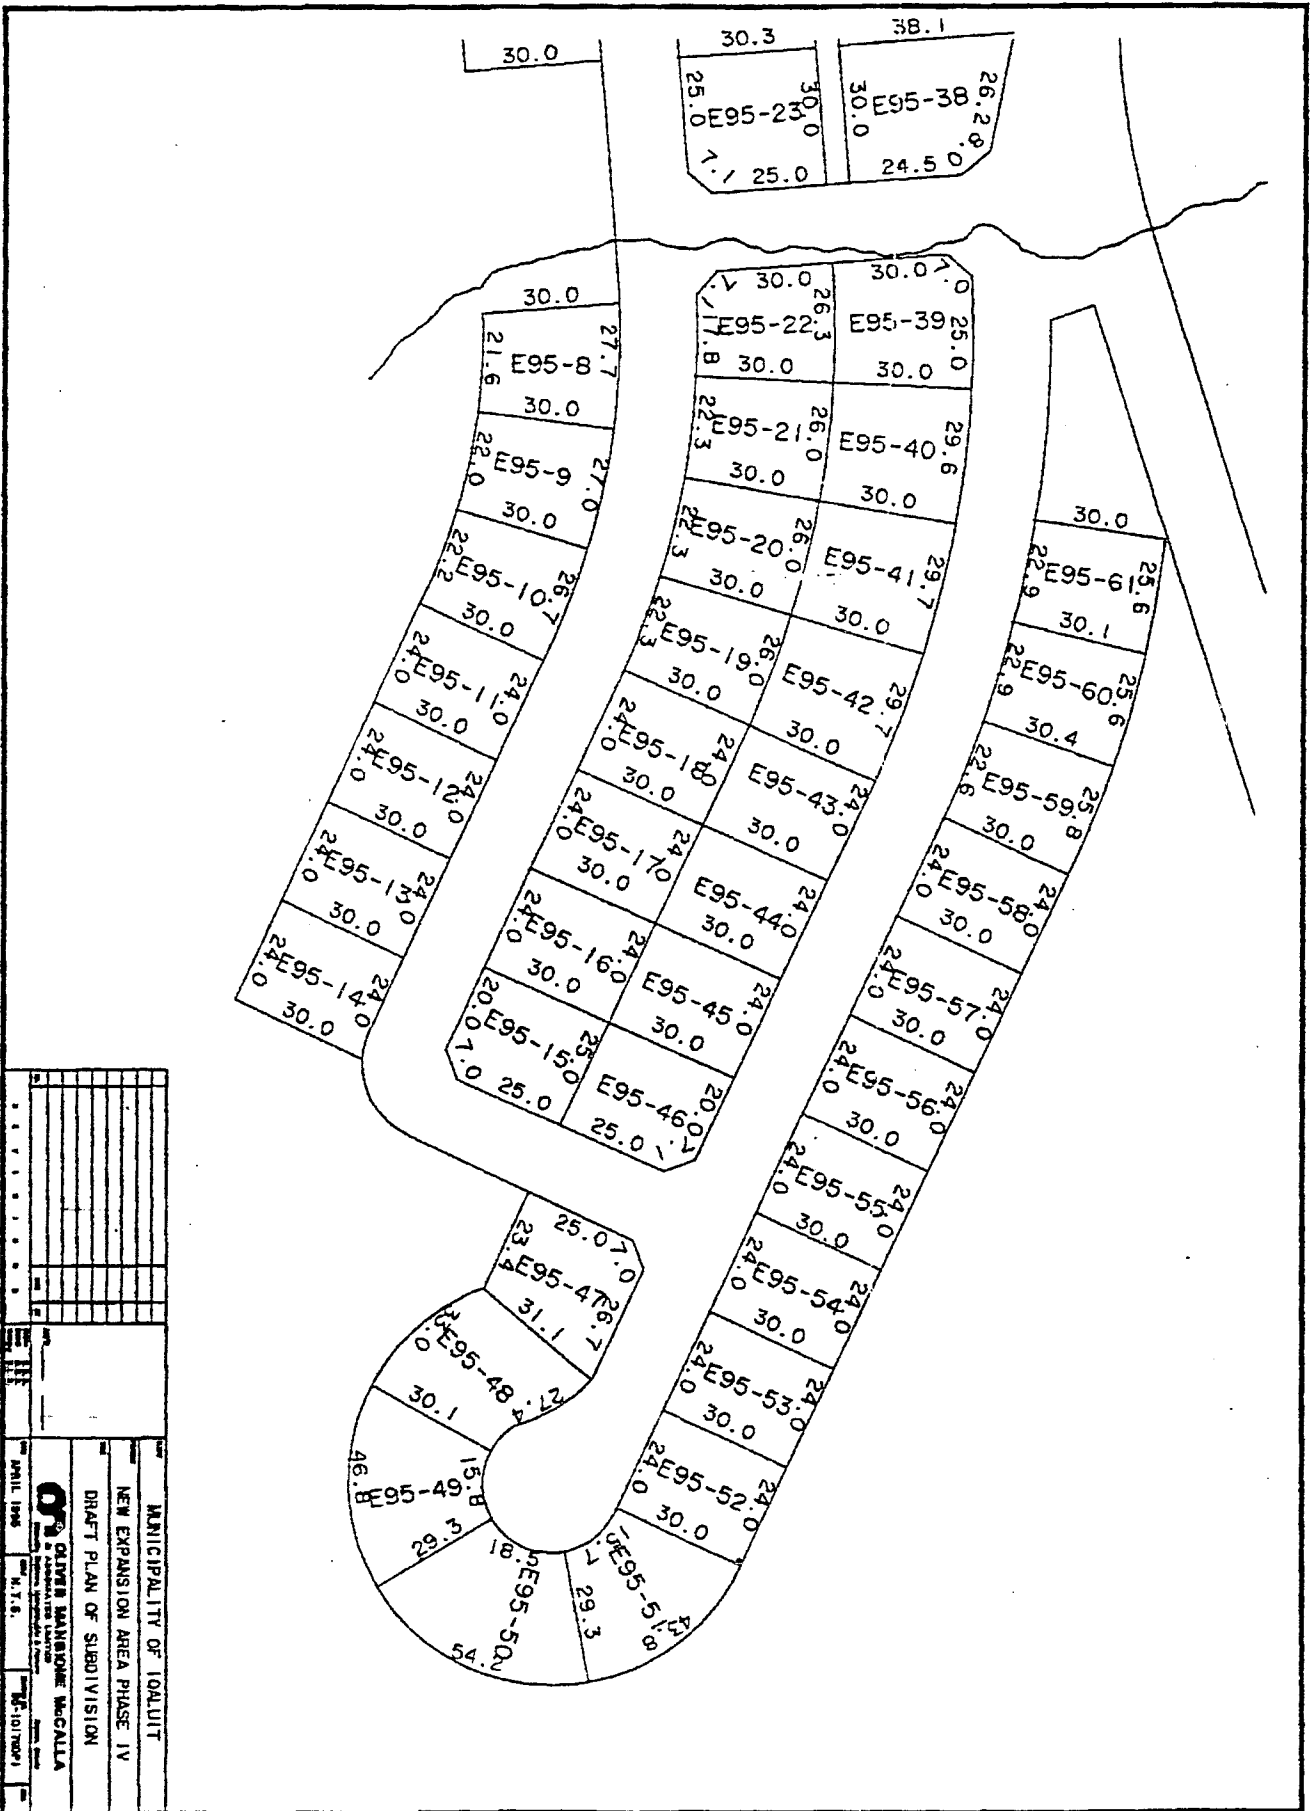 30.0
30.3
38.1
25.0
E95-23
30.0
30.0
E95-38
26.2
7.1
25.0
24.5
8.0
30.0
21.6
E95-8
27.7
30.0
7.1
30.0
30.0
7.0
17.8
E95-22
26.3
E95-39
25.0
30.0
30.0
22.0
E95-9
27.0
30.0
22.3
E95-21
26.0
E95-40
29.6
30.0
30.0
22.2
E95-10
26.7
30.0
22.3
E95-20
26.0
E95-41
29.7
30.0
30.0
30.0
22.9
E95-61
25.6
30.1
24.0
E95-11
24.0
30.0
22.3
E95-19
26.0
E95-42
29.7
30.0
30.0
22.9
E95-60
25.6
30.4
24.0
E95-12
24.0
30.0
24.0
E95-18
24.0
E95-43
24.0
30.0
30.0
22.6
E95-59
25.8
30.0
24.0
E95-13
24.0
30.0
24.0
E95-17
24.0
E95-44
24.0
30.0
30.0
24.0
E95-58
24.0
30.0
24.0
E95-14
24.0
30.0
24.0
E95-16
24.0
E95-45
24.0
30.0
30.0
24.0
E95-57
24.0
30.0
20.0
E95-15
25.0
7.0
25.0
E95-46
20.0
25.0
7.1
24.0
E95-56
24.0
30.0
24.0
E95-55
24.0
30.0
25.0
7.0
23.4
E95-47
26.7
31.1
24.0
E95-54
24.0
30.0
E95-48
27.4
30.1
24.0
E95-53
24.0
30.0
46.8
E95-49
15.8
29.3
24.0
E95-52
24.0
30.0
18.5
E95-50
54.2
29.3
E95-51
43.8
MUNICIPALITY OF IQALUIT
NEW EXPANSION AREA PHASE IV
DRAFT PLAN OF SUBDIVISION
OLIVER MANGIONE McCALLA
& ASSOCIATES LIMITED
APRIL 1995
N.T.S.